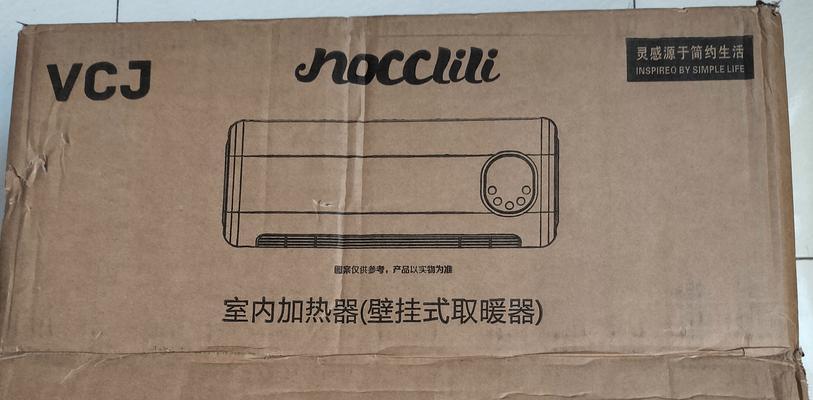 VCJ
nocclili
灵感源于简约生活
INSPIREO BY SIMPLE LIFE
图案仅供参考，产品以实物为准
室内加热器(壁挂式取暖器)